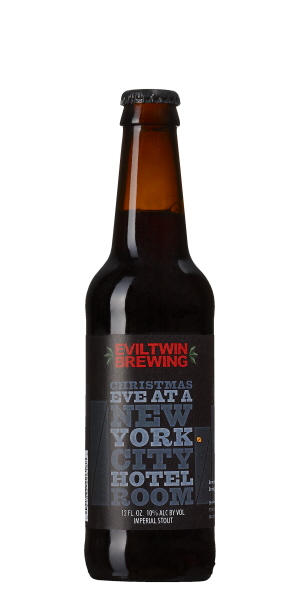 EVILTWIN
BREWING
CHRISTMAS
EVE AT A
NEW
YORK
CITY
HOTEL
ROOM
12 FL. OZ. 10% ALC BY VOL
IMPERIAL STOUT